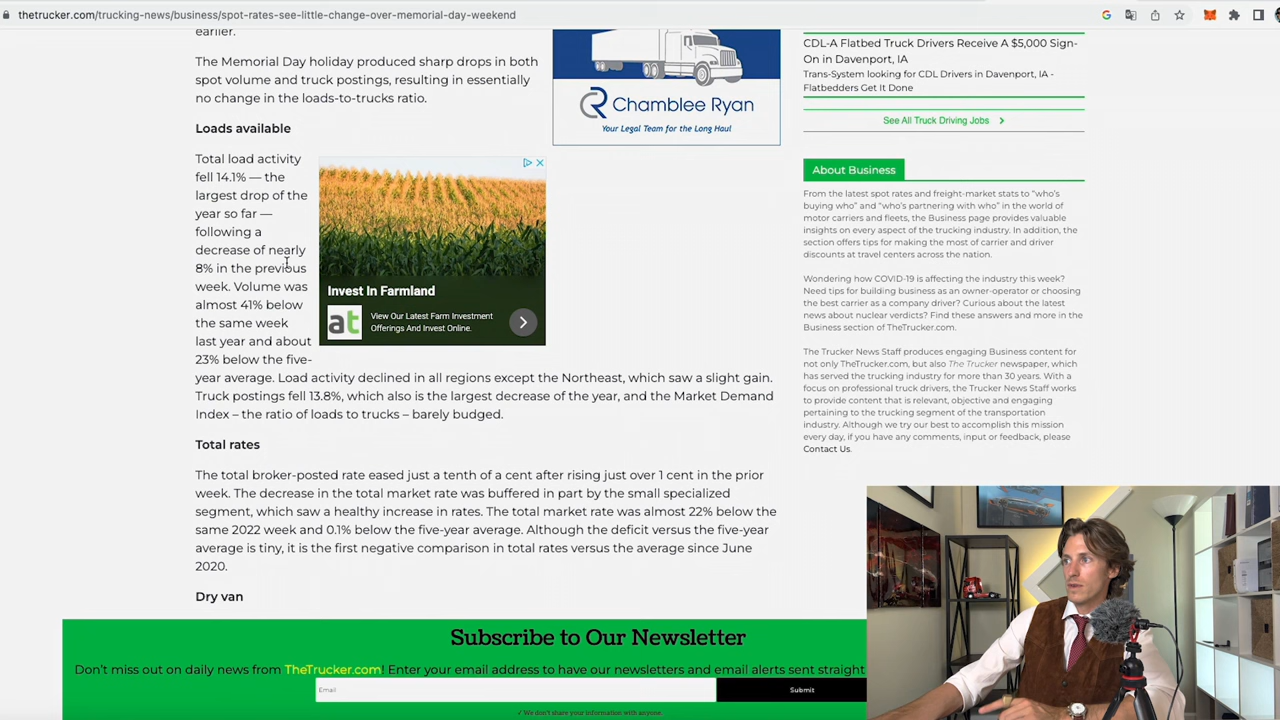 thetrucker.com/trucking-news/business/spot-rates-see-little-change-over-memorial-day-weekend
earlier.
The Memorial Day holiday produced sharp drops in both
spot volume and truck postings, resulting in essentially
no change in the loads-to-trucks ratio.
Loads available
Total load activity
fell 14.1% — the
largest drop of the
year so far —
following a
decrease of nearly
8% in the previous
week. Volume was
almost 41% below
the same week
last year and about
23% below the five-
year average. Load activity declined in all regions except the Northeast, which saw a slight gain.
Truck postings fell 13.8%, which also is the largest decrease of the year, and the Market Demand
Index – the ratio of loads to trucks – barely budged.
Total rates
The total broker-posted rate eased just a tenth of a cent after rising just over 1 cent in the prior
week. The decrease in the total market rate was buffered in part by the small specialized
segment, which saw a healthy increase in rates. The total market rate was almost 22% below the
same 2022 week and 0.1% below the five-year average. Although the deficit versus the five-year
average is tiny, it is the first negative comparison in total rates versus the average since June
2020.
Dry van
Invest In Farmland
at
View Our Latest Farm Investment
Offerings And Invest Online.
CR Chamblee Ryan
Your Legal Team for the Long Haul
CDL-A Flatbed Truck Drivers Receive A $5,000 Sign-
On in Davenport, IA
Trans-System looking for CDL Drivers in Davenport, IA -
Flatbedders Get It Done
See All Truck Driving Jobs
About Business
From the latest spot rates and freight-market stats to “who’s
buying who” and “who’s partnering with who” in the world of
motor carriers and fleets, the Business page provides valuable
insights on every aspect of the trucking industry. In addition, the
section offers tips for making the most of carrier and driver
discounts at travel centers across the nation.
Wondering how COVID-19 is affecting the industry this week?
Need tips for building business as an owner-operator or choosing
the best carrier as a company driver? Curious about the latest
news about nuclear verdicts? Find these answers and more in the
Business section of TheTrucker.com.
The Trucker News Staff produces engaging Business content for
not only TheTrucker.com, but also The Trucker newspaper, which
has served the trucking industry for more than 30 years. With a
focus on professional truck drivers, the Trucker News Staff works
to provide content that is relevant, objective and engaging
pertaining to the trucking segment of the transportation
industry. Although we try our best to accomplish this mission
every day, if you have any comments, input or feedback, please
Contact Us.
Subscribe to Our Newsletter
Don’t miss out on daily news from TheTrucker.com! Enter your email address to have our newsletters and email alerts sent straight
Email
Submit
✓ We don't share your information with anyone.